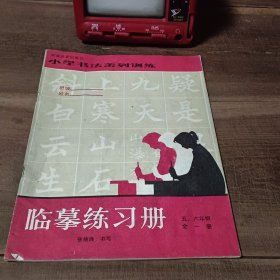 小学书法系列训练
班级
姓名
斜 上 九 疑
白 寒 天 是
云 山 石
生
临摹练习册
五、六年级
全一册